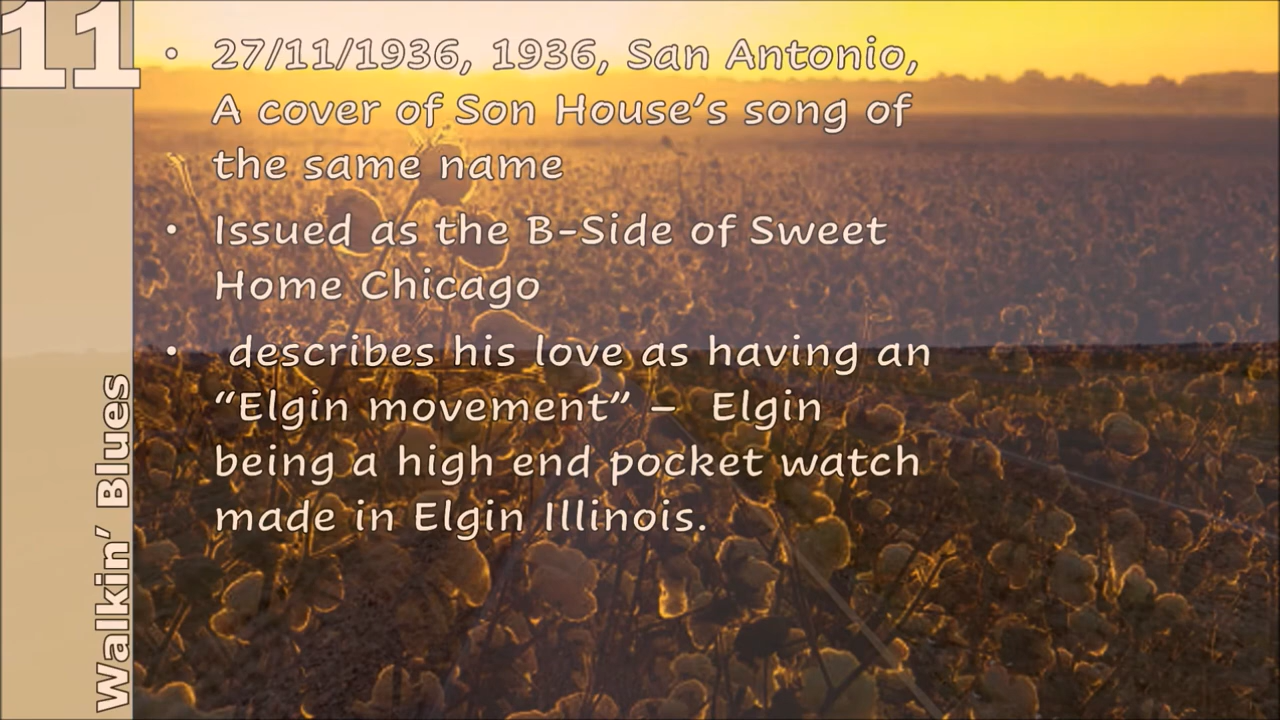 11
• 27/11/1936, 1936, San Antonio,
A cover of Son House’s song of
the same name
• Issued as the B-Side of Sweet
Home Chicago
• describes his love as having an
“Elgin movement” – Elgin
being a high end pocket watch
made in Elgin Illinois.
Walkin’ Blues